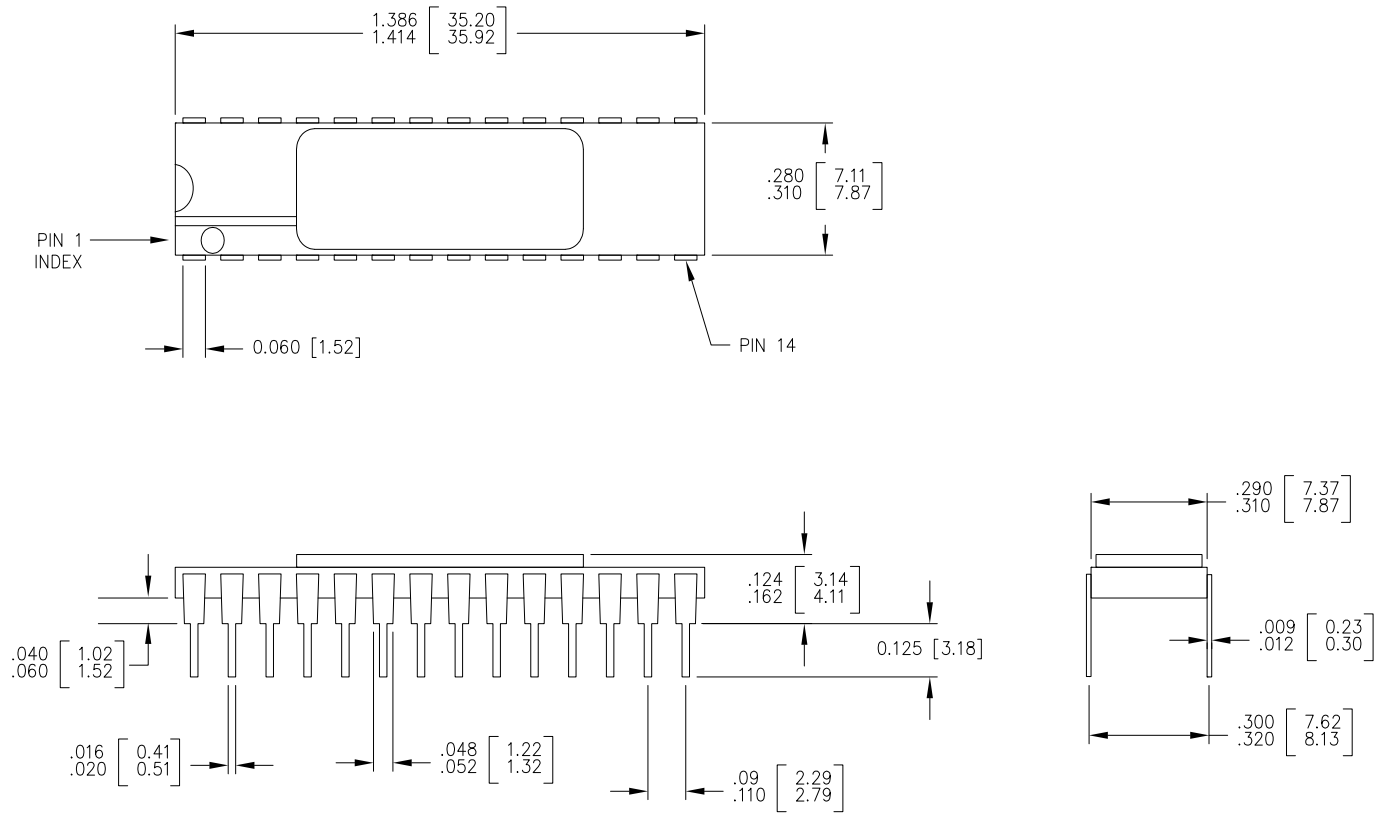 1.386 [ 35.20
1.414 35.92 ]
.280 [ 7.11
.310 7.87 ]
PIN 1
INDEX
0.060 [1.52]
PIN 14
.290 [ 7.37
.310 7.87 ]
.124 [ 3.14
.162 4.11 ]
.009 [ 0.23
.012 0.30 ]
0.125 [3.18]
.040 [ 1.02
.060 1.52 ]
.300 [ 7.62
.320 8.13 ]
.016 [ 0.41
.020 0.51 ]
.048 [ 1.22
.052 1.32 ]
.09 [ 2.29
.110 2.79 ]